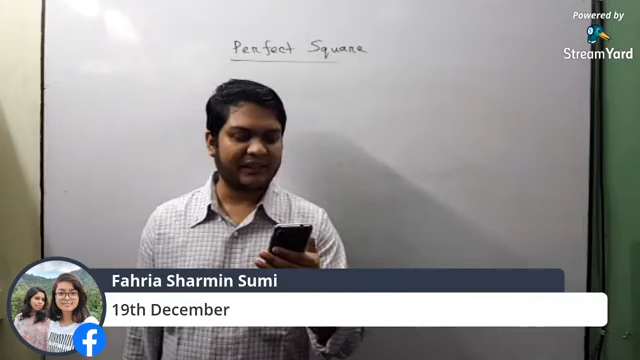 Powered by
StreamYard
Perfect Square
Fahria Sharmin Sumi
19th December